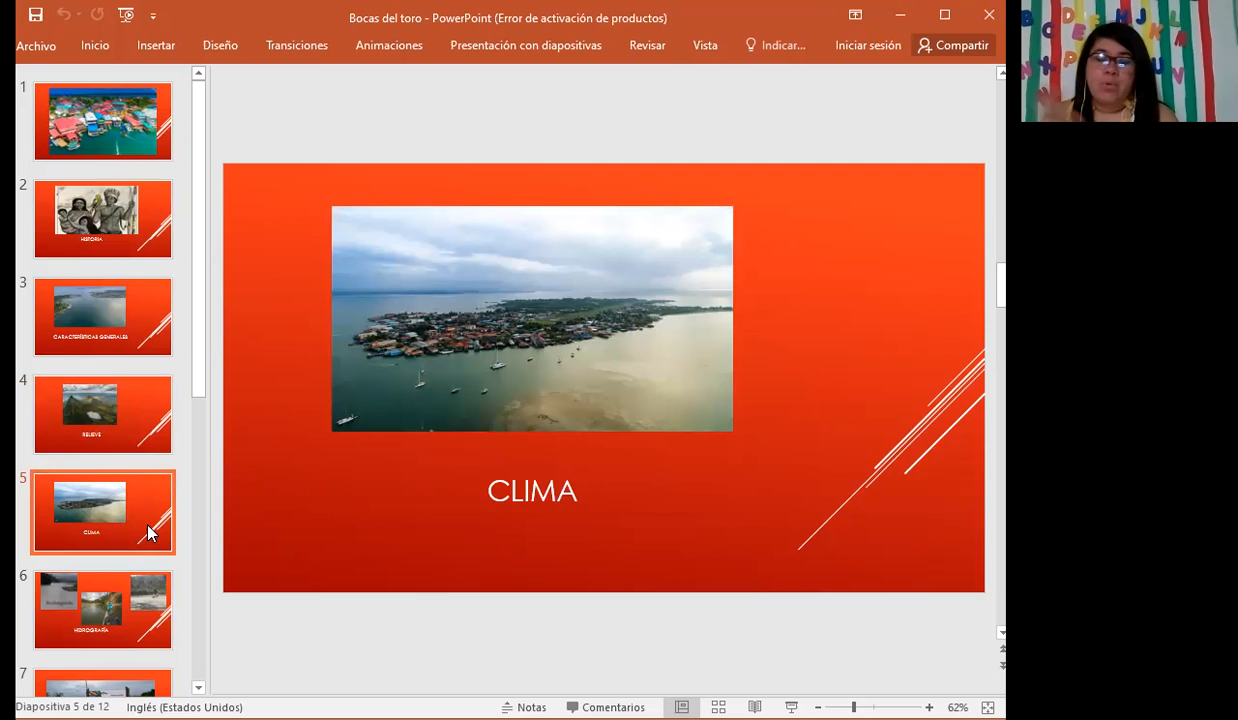 Bocas del toro - PowerPoint (Error de activación de productos)
Archivo Inicio Insertar Diseño Transiciones Animaciones Presentación con diapositivas Revisar Vista Indicar... Iniciar sesión Compartir
1
2
HISTORIA
3
CARACTERÍSTICAS GENERALES
4
RELIEVE
5
CLIMA
6
HIDROGRAFÍA
7
CLIMA
Diapositiva 5 de 12 Inglés (Estados Unidos) Notas Comentarios 62%